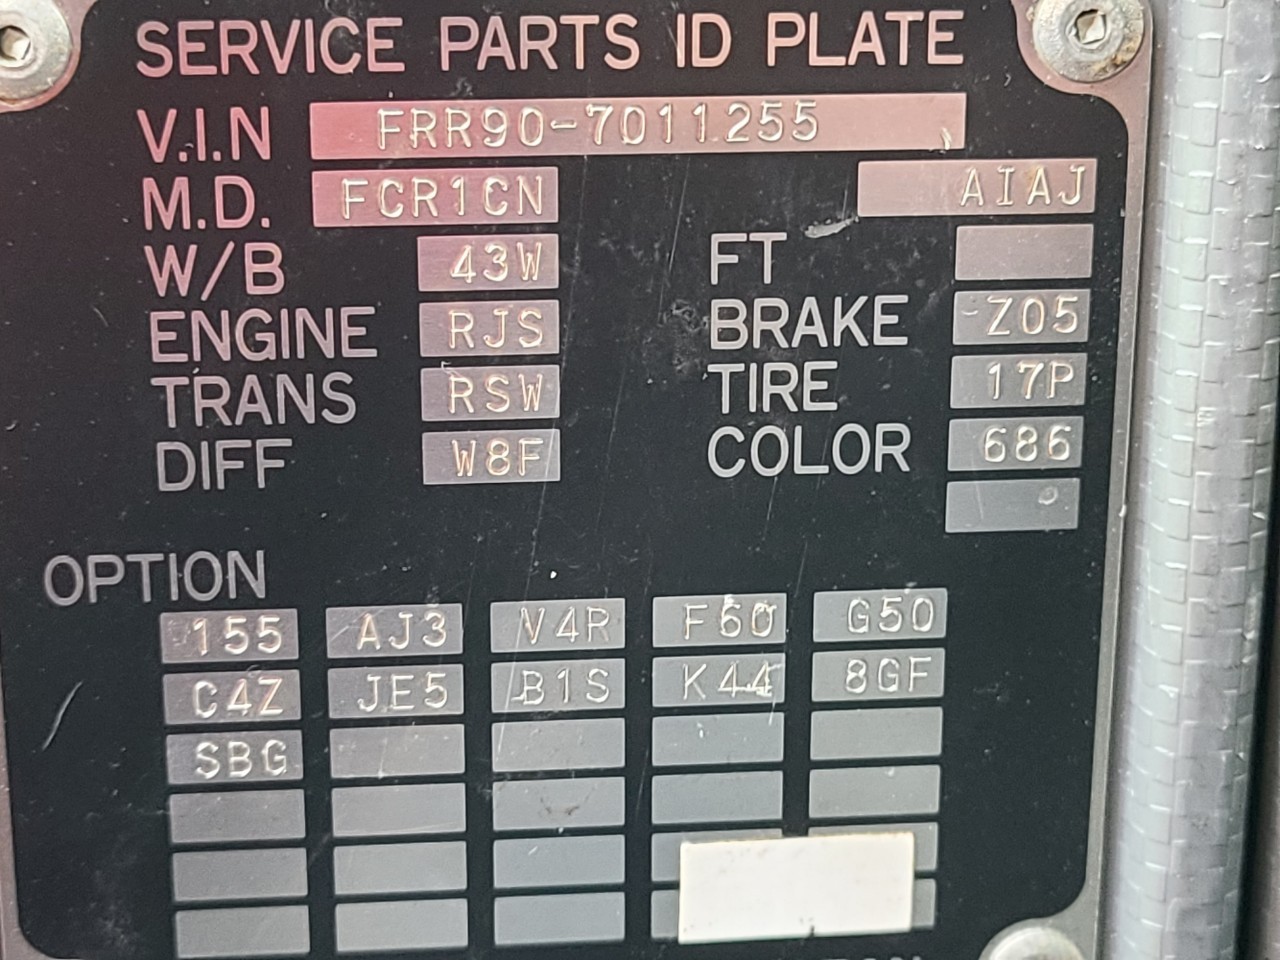 SERVICE PARTS ID PLATE
V.I.N FRR90-7011255
M.D. FCR1CN AIAJ
W/B 43W FT
ENGINE RJS BRAKE Z05
TRANS RSW TIRE 17P
DIFF W8F COLOR 686
OPTION
155 AJ3 V4R F60 G50
C4Z JE5 B1S K44 8GF
SBG